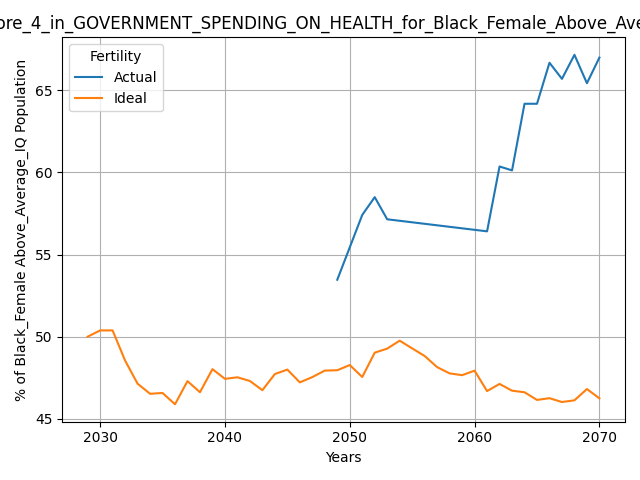 ore_4_in_GOVERNMENT_SPENDING_ON_HEALTH_for_Black_Female_Above_Ave
Fertility
Actual
Ideal
% of Black_Female Above_Average_IQ Population
65
60
55
50
45
2030 2040 2050 2060 2070
Years